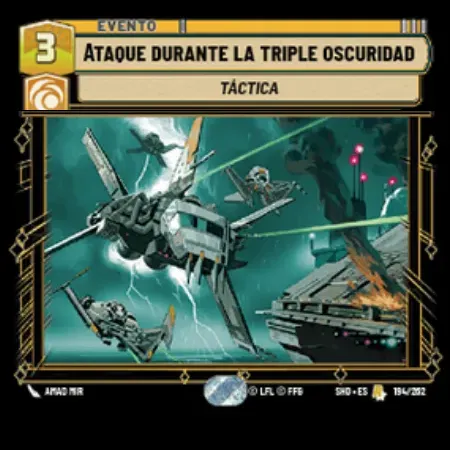 EVENTO
3
ATAQUE DURANTE LA TRIPLE OSCURIDAD
TÁCTICA
AMAD MIR
© LFL © FFG
SHD • ES
194/262